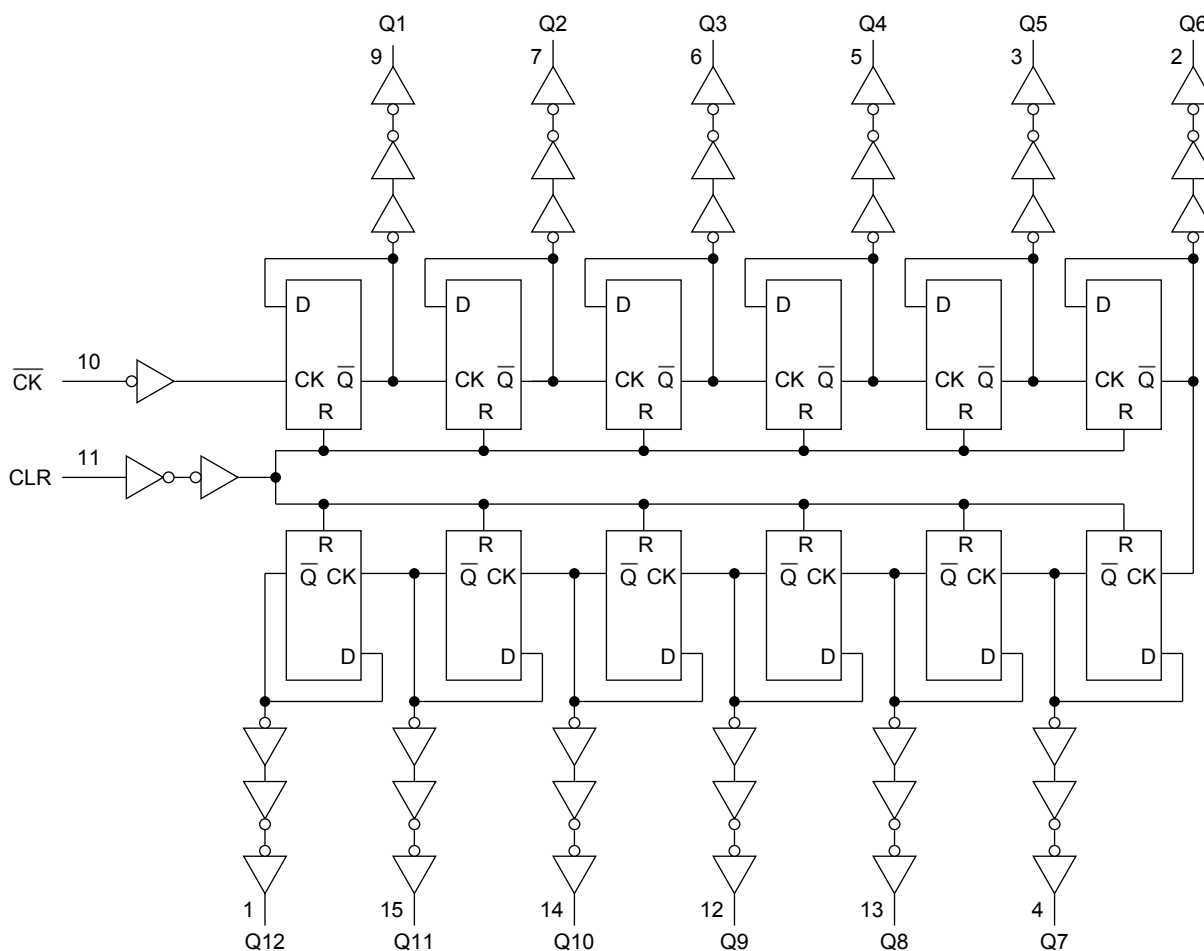 Q1 Q2 Q3 Q4 Q5 Q6
9 7 6 5 3 2
D D D D D D
C̅K̅ 10 CK Q̅ CK Q̅ CK Q̅ CK Q̅ CK Q̅ CK Q̅
R R R R R R
CLR 11
R R R R R R
Q̅ CK Q̅ CK Q̅ CK Q̅ CK Q̅ CK Q̅ CK
D D D D D D
1 15 14 12 13 4
Q12 Q11 Q10 Q9 Q8 Q7